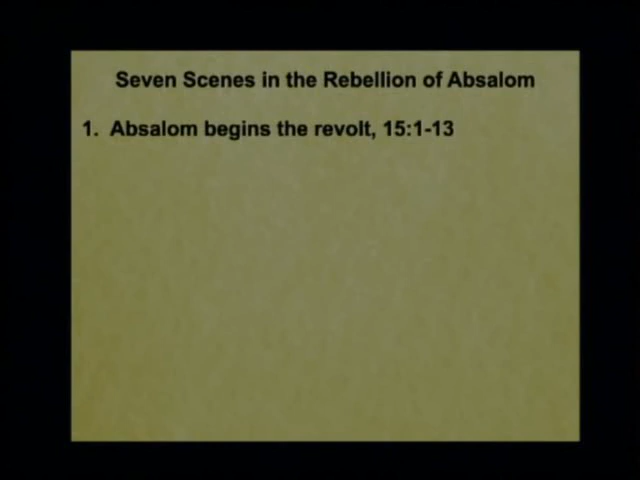 Seven Scenes in the Rebellion of Absalom
1. Absalom begins the revolt, 15:1-13